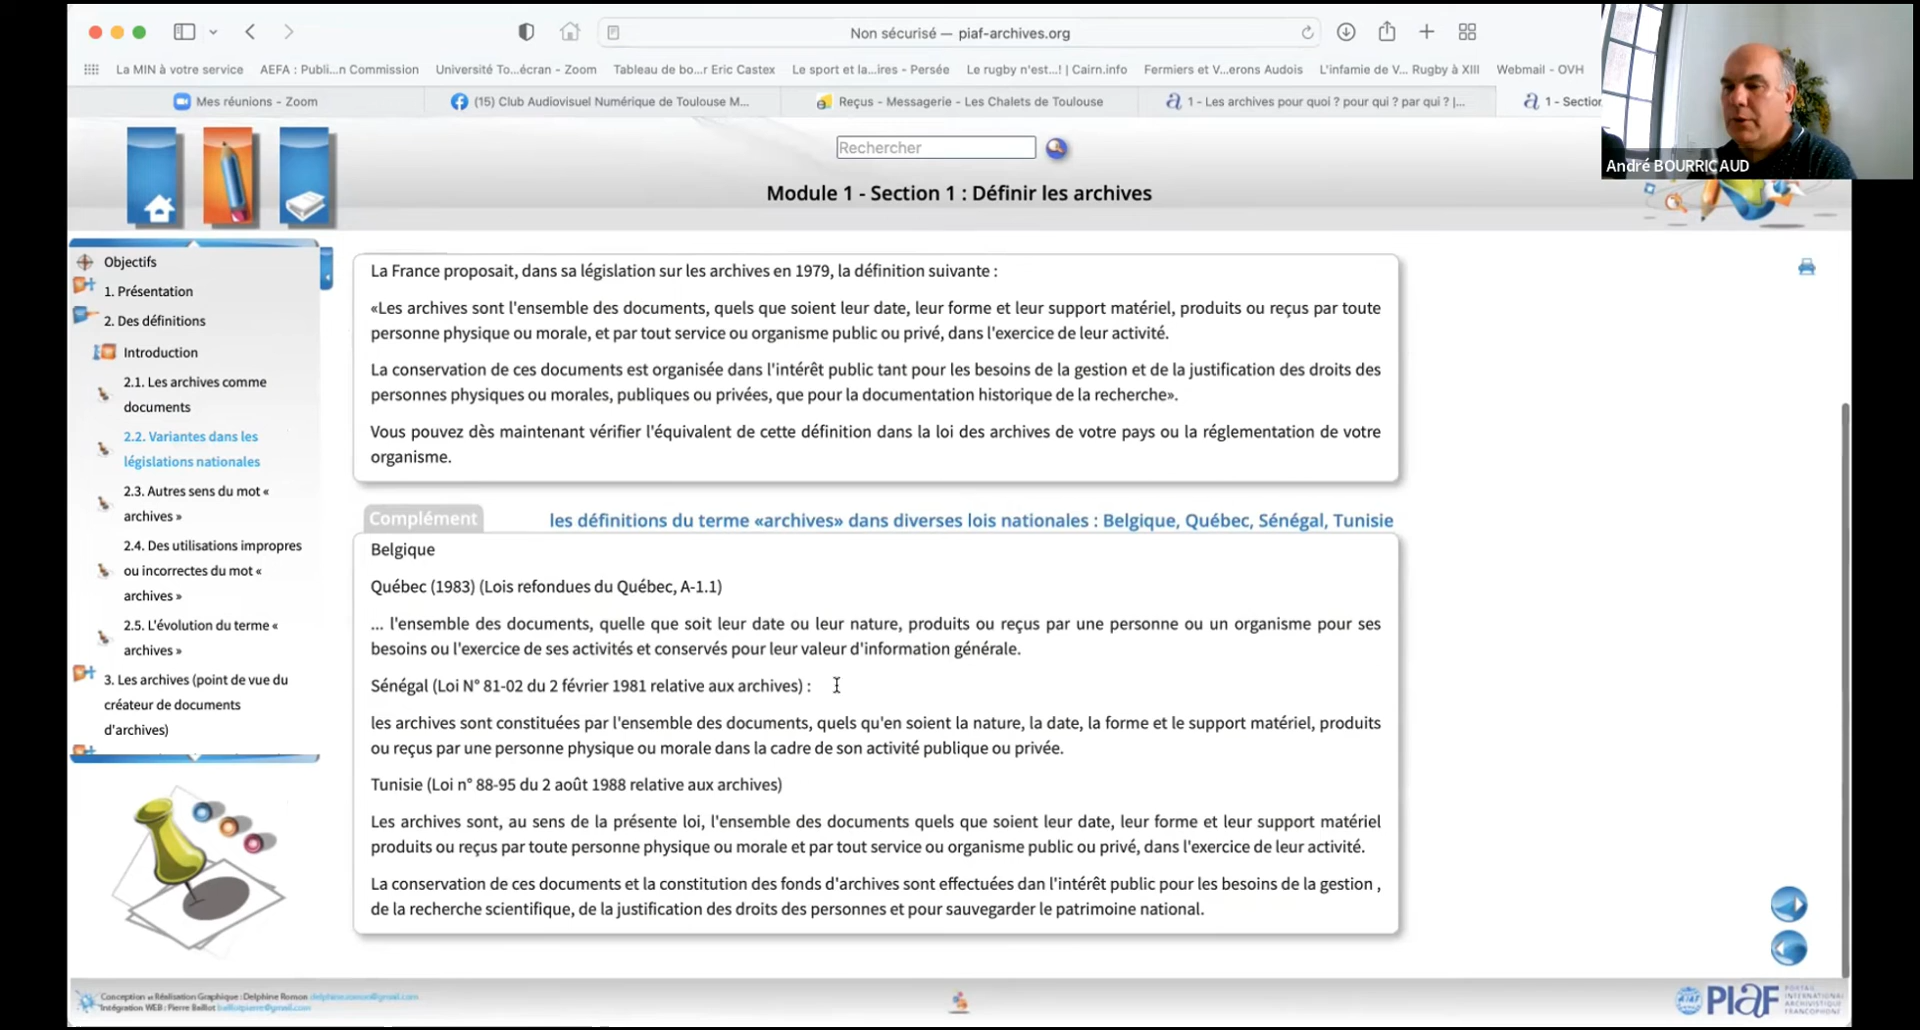 Non sécurisé — piaf-archives.org
La MIN à votre service
AEFA : Publi...n Commission
Université To...écran - Zoom
Tableau de bo...r Eric Castex
Le sport et la...ires - Persée
Le rugby n'est...! | Cairn.info
Fermiers et V...erons Audois
L'infamie de V... Rugby à XIII
Webmail - OVH
Mes réunions - Zoom
(15) Club Audiovisuel Numérique de Toulouse M...
Reçus - Messagerie - Les Chalets de Toulouse
1 - Les archives pour quoi ? pour qui ? par qui ? |...
1 - Section
André BOURRICAUD
Rechercher
Module 1 - Section 1 : Définir les archives
Objectifs
1. Présentation
2. Des définitions
Introduction
2.1. Les archives comme
documents
2.2. Variantes dans les
législations nationales
2.3. Autres sens du mot «
archives »
2.4. Des utilisations impropres
ou incorrectes du mot «
archives »
2.5. L'évolution du terme «
archives »
3. Les archives (point de vue du
créateur de documents
d'archives)
La France proposait, dans sa législation sur les archives en 1979, la définition suivante :
«Les archives sont l'ensemble des documents, quels que soient leur date, leur forme et leur support matériel, produits ou reçus par toute
personne physique ou morale, et par tout service ou organisme public ou privé, dans l'exercice de leur activité.
La conservation de ces documents est organisée dans l'intérêt public tant pour les besoins de la gestion et de la justification des droits des
personnes physiques ou morales, publiques ou privées, que pour la documentation historique de la recherche».
Vous pouvez dès maintenant vérifier l'équivalent de cette définition dans la loi des archives de votre pays ou la réglementation de votre
organisme.
Complément
les définitions du terme «archives» dans diverses lois nationales : Belgique, Québec, Sénégal, Tunisie
Belgique
Québec (1983) (Lois refondues du Québec, A-1.1)
... l'ensemble des documents, quelle que soit leur date ou leur nature, produits ou reçus par une personne ou un organisme pour ses
besoins ou l'exercice de ses activités et conservés pour leur valeur d'information générale.
Sénégal (Loi N° 81-02 du 2 février 1981 relative aux archives) :
les archives sont constituées par l'ensemble des documents, quels qu'en soient la nature, la date, la forme et le support matériel, produits
ou reçus par une personne physique ou morale dans la cadre de son activité publique ou privée.
Tunisie (Loi n° 88-95 du 2 août 1988 relative aux archives)
Les archives sont, au sens de la présente loi, l'ensemble des documents quels que soient leur date, leur forme et leur support matériel
produits ou reçus par toute personne physique ou morale et par tout service ou organisme public ou privé, dans l'exercice de leur activité.
La conservation de ces documents et la constitution des fonds d'archives sont effectuées dan l'intérêt public pour les besoins de la gestion ,
de la recherche scientifique, de la justification des droits des personnes et pour sauvegarder le patrimoine national.
Conception et Réalisation Graphique : Delphine Romon delphine.romon@gmail.com
Intégration WEB : Pierre Baillot baillotpierre@gmail.com
PIAF
PORTAIL
INTERNATIONAL
ARCHIVISTIQUE
FRANCOPHONE